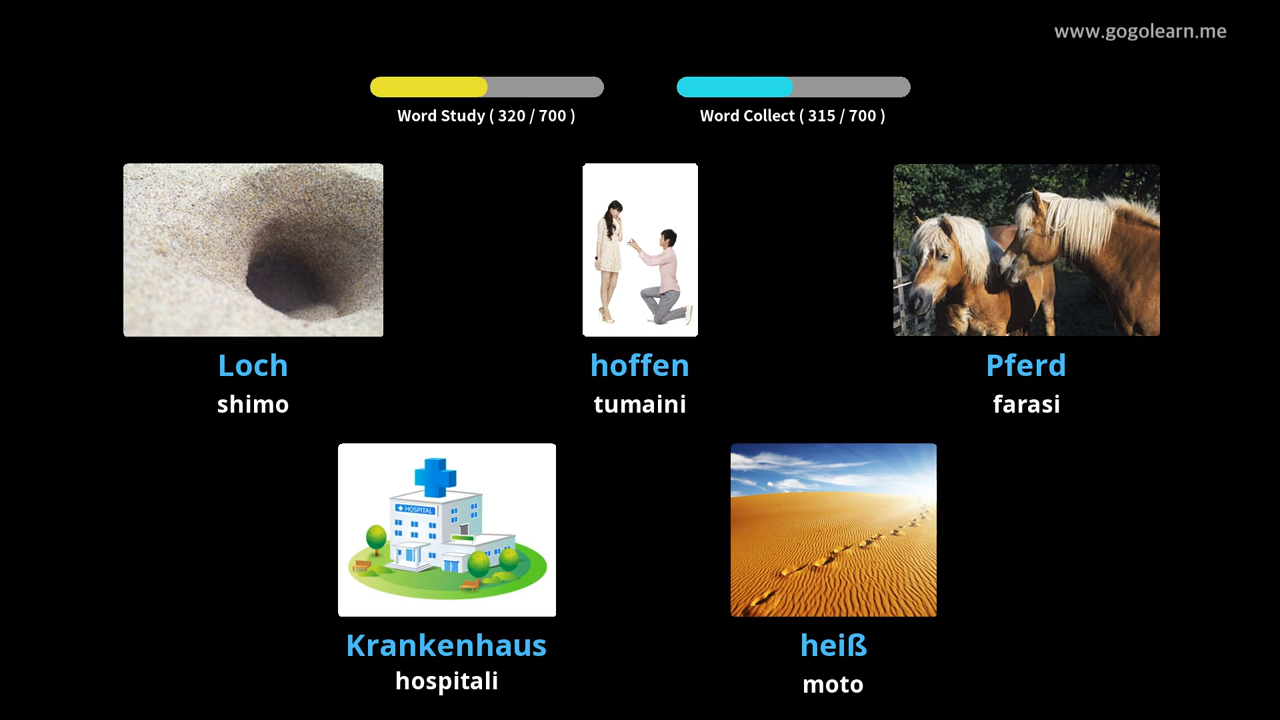 www.gogolearn.me
Word Study ( 320 / 700 )
Word Collect ( 315 / 700 )
Loch
shimo
hoffen
tumaini
Pferd
farasi
HOSPITAL
Krankenhaus
hospitali
heiß
moto